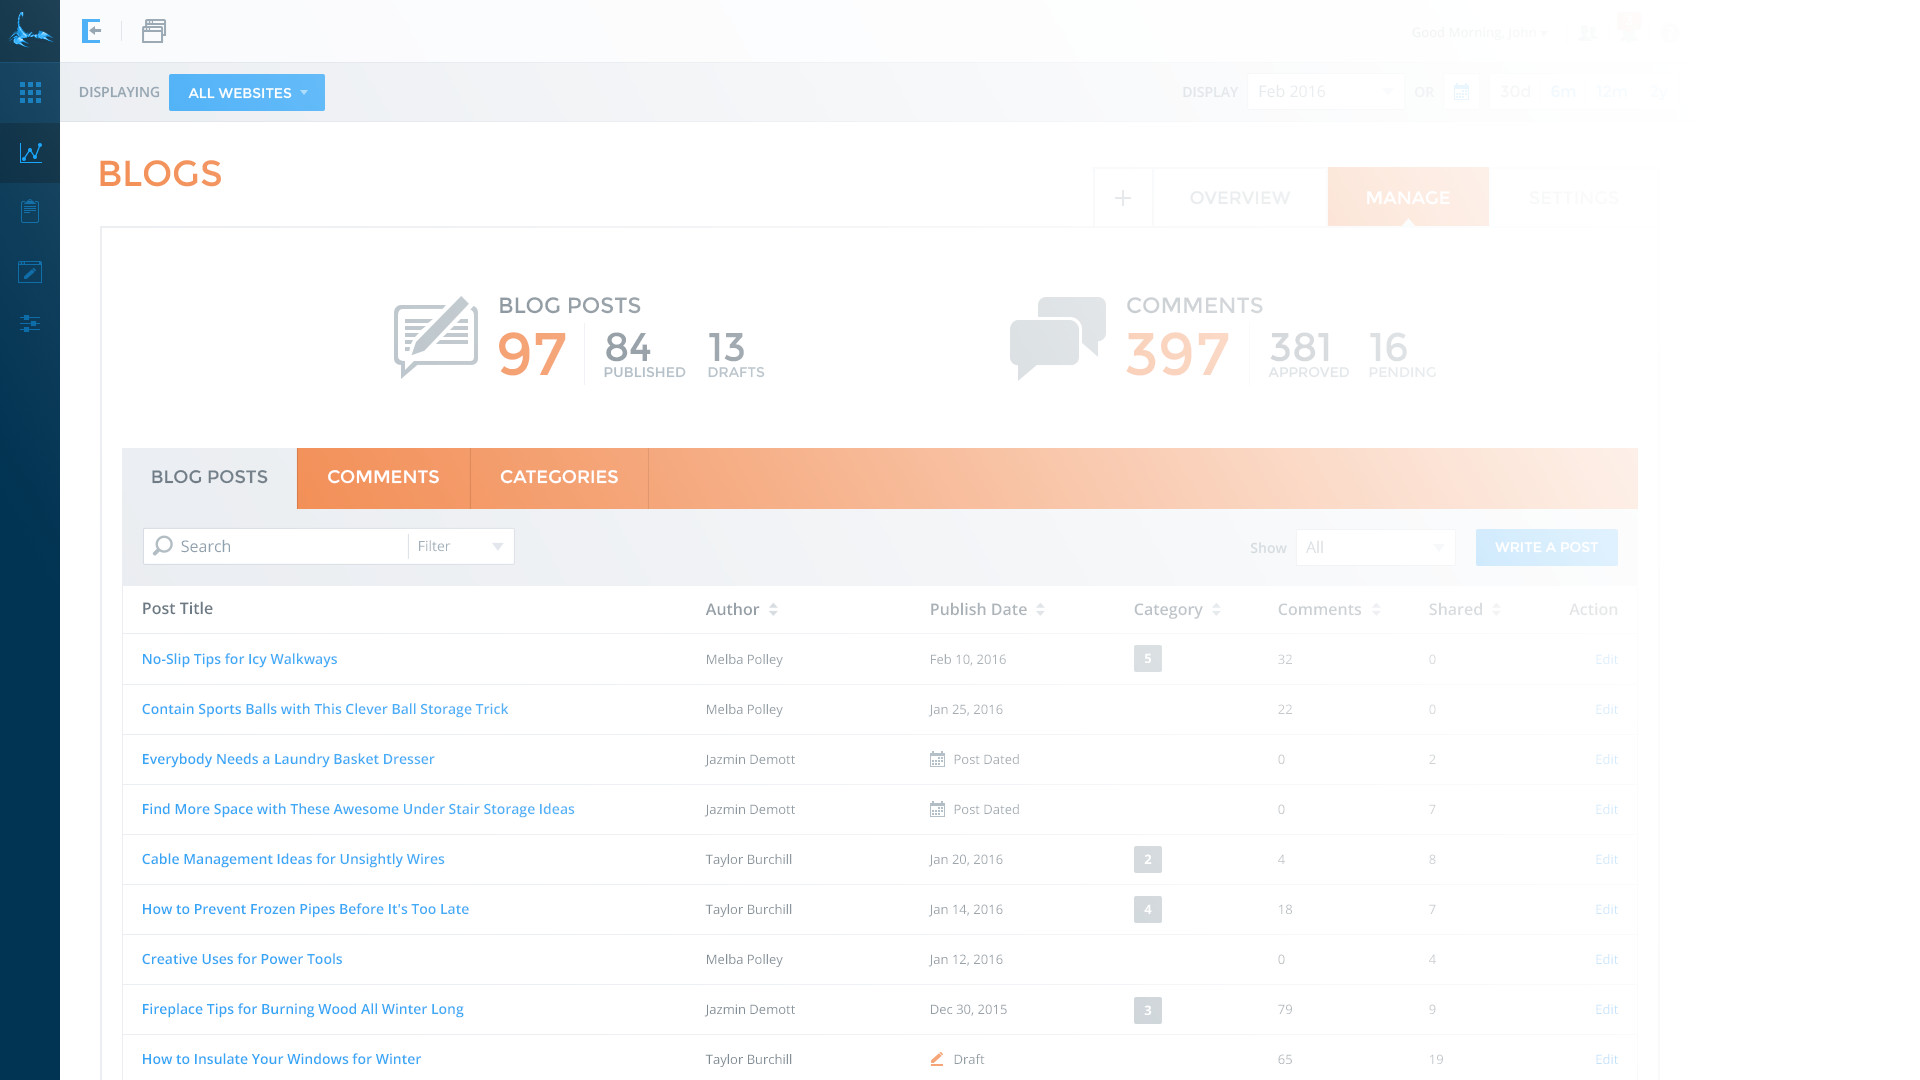 Good Morning, John
DISPLAYING ALL WEBSITES DISPLAY Feb 2016 OR 30d 6m 12m 2y
BLOGS
+ OVERVIEW MANAGE SETTINGS
BLOG POSTS COMMENTS
97 84 13 397 381 16
PUBLISHED DRAFTS APPROVED PENDING
BLOG POSTS COMMENTS CATEGORIES
Search Filter Show All WRITE A POST
Post Title Author Publish Date Category Comments Shared Action
No-Slip Tips for Icy Walkways Melba Polley Feb 10, 2016 5 32 0 Edit
Contain Sports Balls with This Clever Ball Storage Trick Melba Polley Jan 25, 2016 22 0 Edit
Everybody Needs a Laundry Basket Dresser Jazmin Demott Post Dated 0 2 Edit
Find More Space with These Awesome Under Stair Storage Ideas Jazmin Demott Post Dated 0 7 Edit
Cable Management Ideas for Unsightly Wires Taylor Burchill Jan 20, 2016 2 4 8 Edit
How to Prevent Frozen Pipes Before It's Too Late Taylor Burchill Jan 14, 2016 4 18 7 Edit
Creative Uses for Power Tools Melba Polley Jan 12, 2016 0 4 Edit
Fireplace Tips for Burning Wood All Winter Long Jazmin Demott Dec 30, 2015 3 79 9 Edit
How to Insulate Your Windows for Winter Taylor Burchill Draft 65 19 Edit